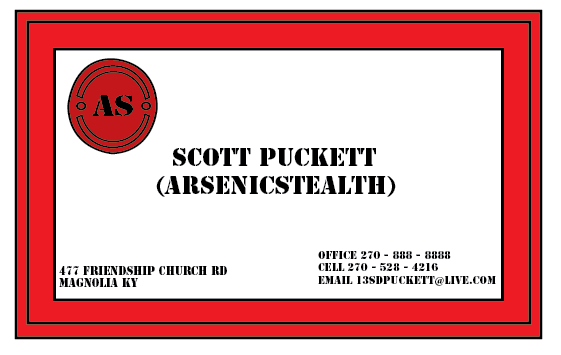 AS
SCOTT PUCKETT
(ARSENICSTEALTH)
477 FRIENDSHIP CHURCH RD
MAGNOLIA KY
OFFICE 270 - 888 - 8888
CELL 270 - 528 - 4216
EMAIL 13SDPUCKETT@LIVE.COM